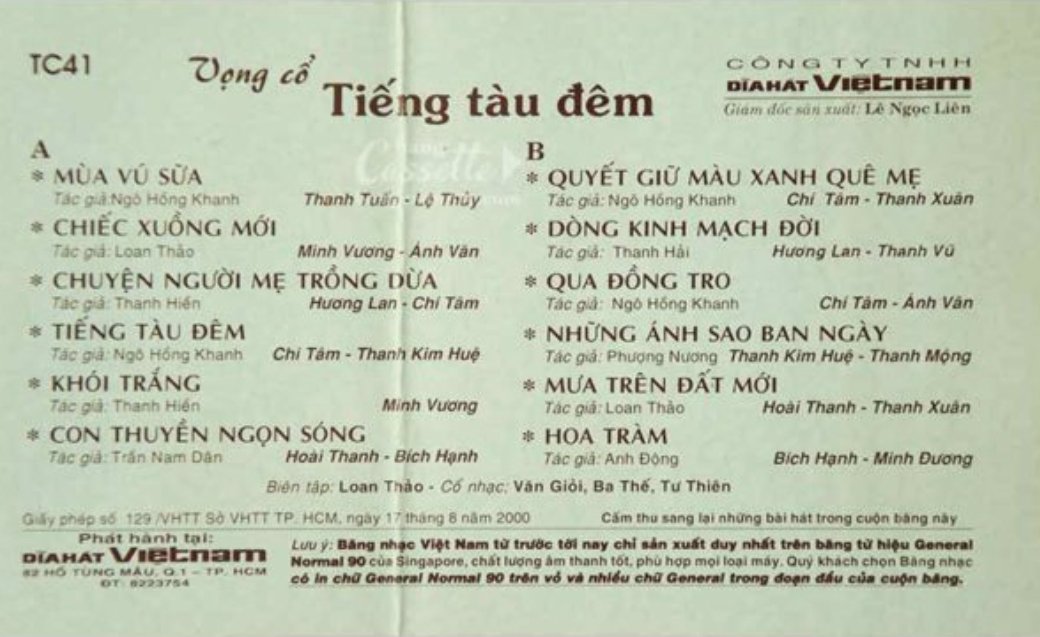 TC41
Vọng cổ
Tiếng tàu đêm
CÔNG TY TNHH
DĨA HÁT Việtnam
Giám đốc sản xuất: Lê Ngọc Liên
A
* MÙA VÚ SỮA
Tác giả:Ngô Hồng Khanh Thanh Tuấn - Lệ Thủy
* CHIẾC XUỒNG MỚI
Tác giả: Loan Thảo Minh Vương - Ánh Vân
* CHUYỆN NGƯỜI MẸ TRỒNG DỪA
Tác giả: Thanh Hiền Hương Lan - Chí Tâm
* TIẾNG TÀU ĐÊM
Tác giả: Ngô Hồng Khanh Chí Tâm - Thanh Kim Huệ
* KHÓI TRẮNG
Tác giả: Thanh Hiền Minh Vương
* CON THUYỀN NGỌN SÓNG
Tác giả: Trần Nam Dân Hoài Thanh - Bích Hạnh
B
* QUYẾT GIỮ MÀU XANH QUÊ MẸ
Tác giả: Ngô Hồng Khanh Chí Tâm - Thanh Xuân
* DÒNG KINH MẠCH ĐỜI
Tác giả: Thanh Hải Hương Lan - Thanh Vũ
* QUA ĐỒNG TRO
Tác giả: Ngô Hồng Khanh Chí Tâm - Ánh Vân
* NHỮNG ÁNH SAO BAN NGÀY
Tác giả: Phượng Nương Thanh Kim Huệ - Thanh Mộng
* MƯA TRÊN ĐẤT MỚI
Tác giả: Loan Thảo Hoài Thanh - Thanh Xuân
* HOA TRÀM
Tác giả: Anh Động Bích Hạnh - Minh Đương
Biên tập: Loan Thảo - Cổ nhạc: Văn Giỏi, Ba Thế, Tư Thiên
Giấy phép số 129 /VHTT Sở VHTT TP. HCM, ngày 17 tháng 8 năm 2000 Cấm thu sang lại những bài hát trong cuộn băng này
Phát hành tại:
DĨA HÁT Việtnam
82 HỒ TÙNG MẬU, Q.1 - TP. HCM
ĐT: 8223754
Lưu ý: Băng nhạc Việt Nam từ trước tới nay chỉ sản xuất duy nhất trên băng từ hiệu General
Normal 90 của Singapore, chất lượng âm thanh tốt, phù hợp mọi loại máy. Quý khách chọn Băng nhạc
có in chữ General Normal 90 trên vỏ và nhiều chữ General trong đoạn đầu của cuộn băng.